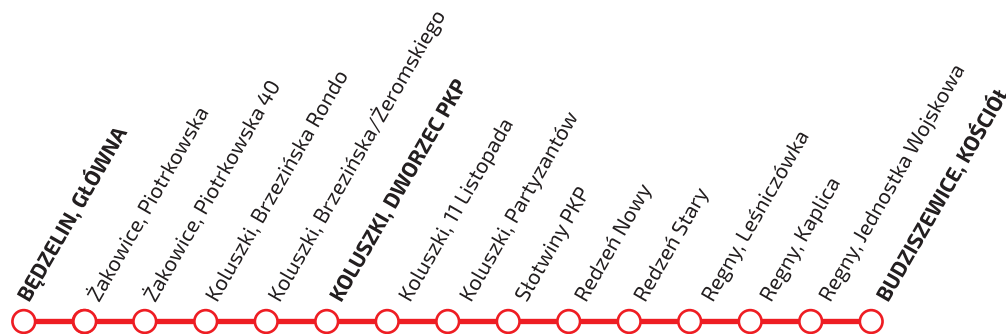 BĘDZELIN, GŁÓWNA
Żakowice, Piotrkowska
Żakowice, Piotrkowska 40
Koluszki, Brzezińska Rondo
Koluszki, Brzezińska/Żeromskiego
KOLUSZKI, DWORZEC PKP
Koluszki, 11 Listopada
Koluszki, Partyzantów
Słotwiny PKP
Redzeń Nowy
Redzeń Stary
Regny, Leśniczówka
Regny, Kaplica
Regny, Jednostka Wojskowa
BUDZISZEWICE, KOŚCIÓŁ